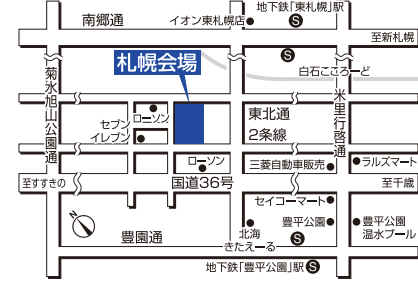 地下鉄「東札幌」駅
南郷通
イオン東札幌店
S
至新札幌
S
札幌会場
白石こころーど
菊水旭山公園通
米里行啓通
ローソン
セブン
イレブン
東北通
2条線
ローソン
三菱自動車販売
ラルズマート
至すすきの
国道36号
至千歳
セイコーマート
N
豊平公園
豊平公園
温水プール
豊園通
北海
きたえーる
S
地下鉄「豊平公園」駅
S